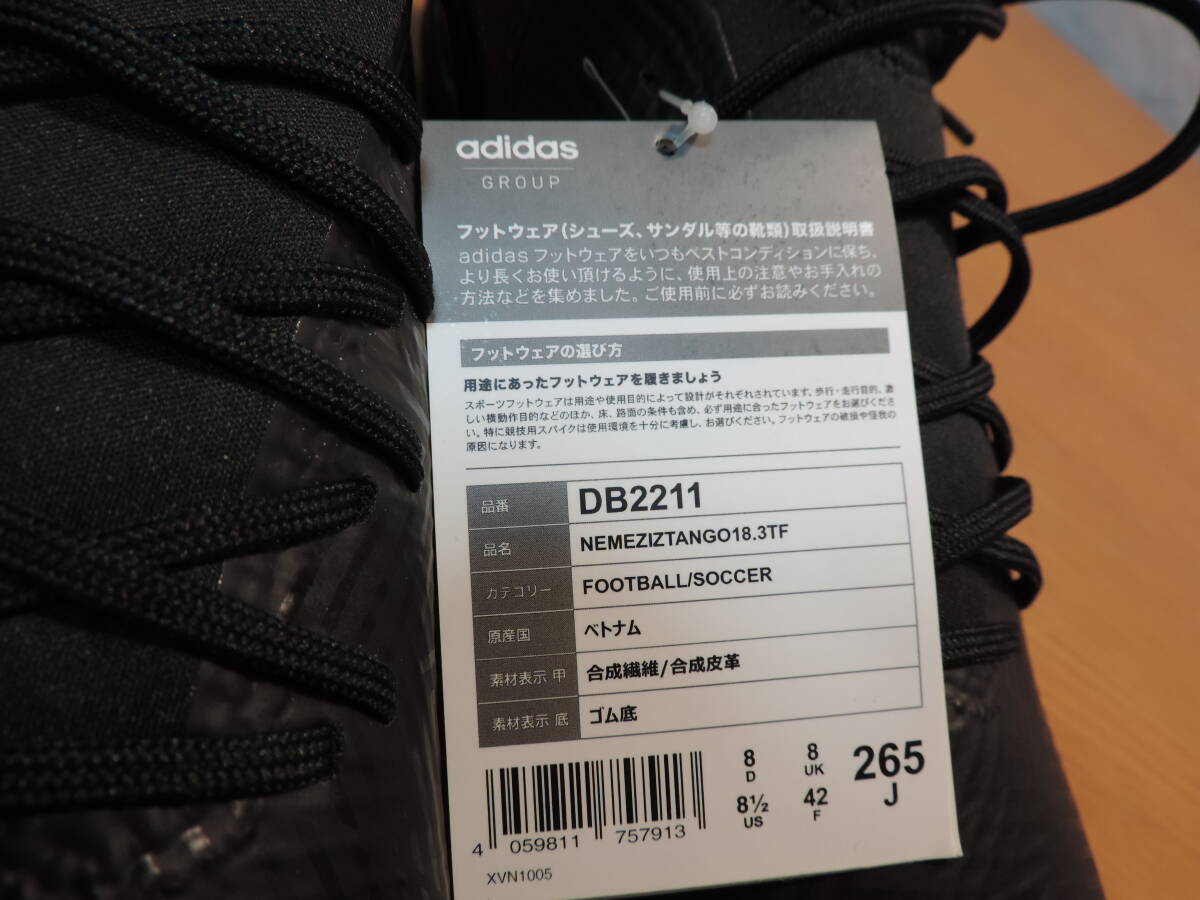 adidas
GROUP
フットウェア(シューズ、サンダル等の靴類)取扱説明書
adidas フットウェアをいつもベストコンディションに保ち、
より長くお使い頂けるように、使用上の注意やお手入れの
方法などを集めました。ご使用前に必ずお読みください。
フットウェアの選び方
用途にあったフットウェアを履きましょう
スポーツフットウェアは用途や使用目的によって設計がそれぞれされています。歩行・走行目的、激
しい横動作目的などのほか、床、路面の条件も含め、必ず用途に合ったフットウェアをお選びくださ
い。特に競技用スパイクは使用環境を十分に考慮し、お選びください。フットウェアの破損や怪我の
原因になります。
品番 DB2211
品名 NEMEZIZTANGO18.3TF
カテゴリー FOOTBALL/SOCCER
原産国 ベトナム
素材表示 甲 合成繊維/合成皮革
素材表示 底 ゴム底
8 D
8 UK
265 J
8½ US
42 F
4 059811 757913
XVN1005